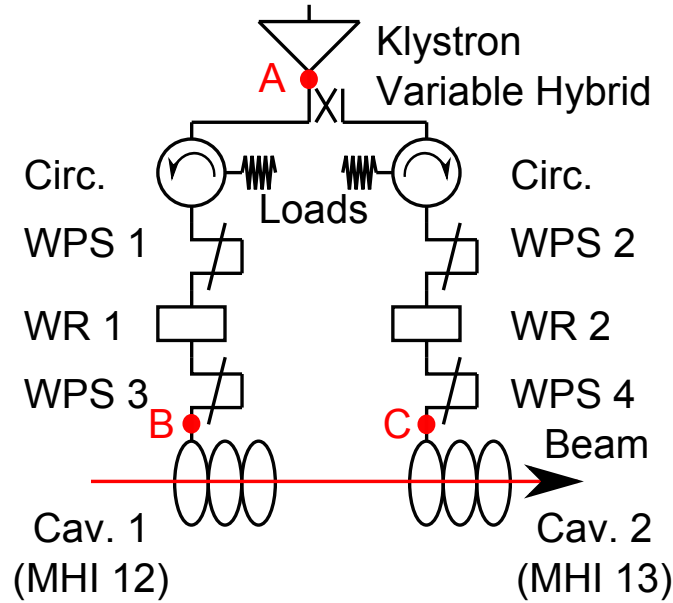 Klystron
A
Variable Hybrid
Circ.
Circ.
Loads
WPS 1
WPS 2
WR 1
WR 2
WPS 3
WPS 4
B
C
Beam
Cav. 1
(MHI 12)
Cav. 2
(MHI 13)